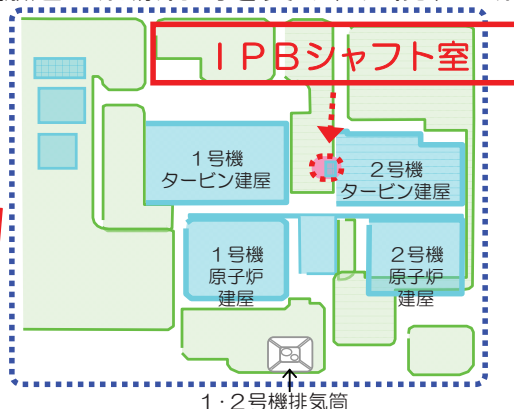 IPBシャフト室
1号機
タービン建屋
2号機
タービン建屋
1号機
原子炉
建屋
2号機
原子炉
建屋
1・2号機排気筒